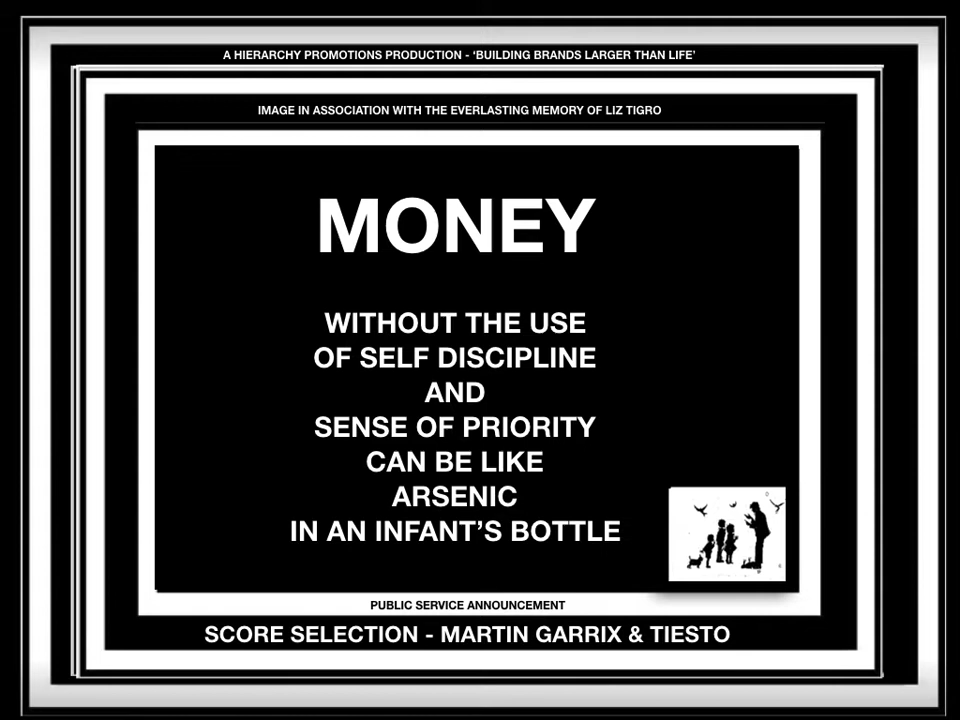 A HIERARCHY PROMOTIONS PRODUCTION - ‘BUILDING BRANDS LARGER THAN LIFE’
IMAGE IN ASSOCIATION WITH THE EVERLASTING MEMORY OF LIZ TIGRO
MONEY
WITHOUT THE USE
OF SELF DISCIPLINE
AND
SENSE OF PRIORITY
CAN BE LIKE
ARSENIC
IN AN INFANT’S BOTTLE
PUBLIC SERVICE ANNOUNCEMENT
SCORE SELECTION - MARTIN GARRIX & TIESTO